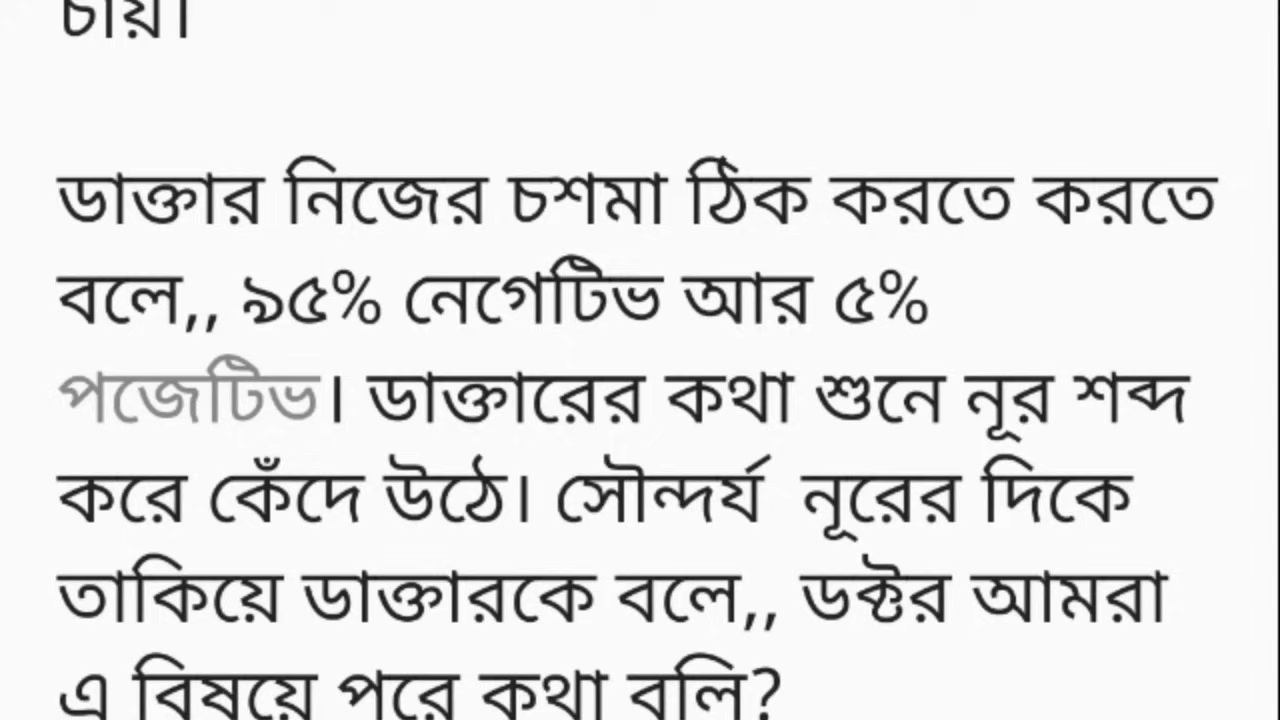 চায়।
ডাক্তার নিজের চশমা ঠিক করতে করতে
বলে,, ৯৫% নেগেটিভ আর ৫%
পজেটিভ। ডাক্তারের কথা শুনে নূর শব্দ
করে কেঁদে উঠে। সৌন্দর্য নূরের দিকে
তাকিয়ে ডাক্তারকে বলে,, ডক্টর আমরা
এ বিষয়ে পরে কথা বলি?